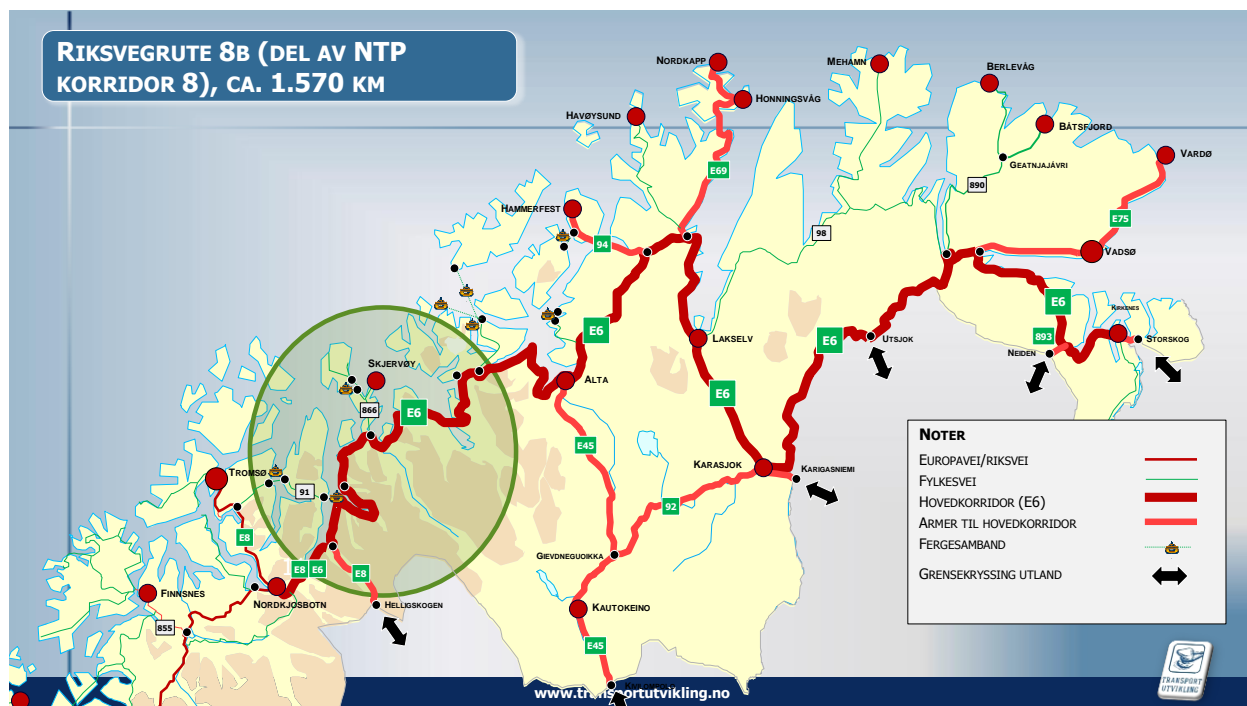 RIKSVEGRUTE 8B (DEL AV NTP
KORRIDOR 8), CA. 1.570 KM
NORDKAPP
MEHAMN
BERLEVÅG
HONNINGSVÅG
HAVØYSUND
BÅTSFJORD
VARDØ
GEATNJAJÁVRI
E69
890
HAMMERFEST
E75
98
94
VADSØ
E6
E6
KIRKENES
LAKSELV
E6
UTSJOK
893
STORSKOG
NEIDEN
SKJERVØY
ALTA
E6
866
E6
E45
NOTER
EUROPAVEI/RIKSVEI
FYLKESVEI
HOVEDKORRIDOR (E6)
ARMER TIL HOVEDKORRIDOR
FERGESAMBAND
GRENSEKRYSSING UTLAND
KARASJOK
KARIGASNIEMI
TROMSØ
91
92
E8
GIEVDNEGUOIKKA
E8 E6
E8
FINNSNES
NORDKJOSBOTN
HELLIGSKOGEN
KAUTOKEINO
855
E45
www.transportutvikling.no
TRANSPORT
UTVIKLING